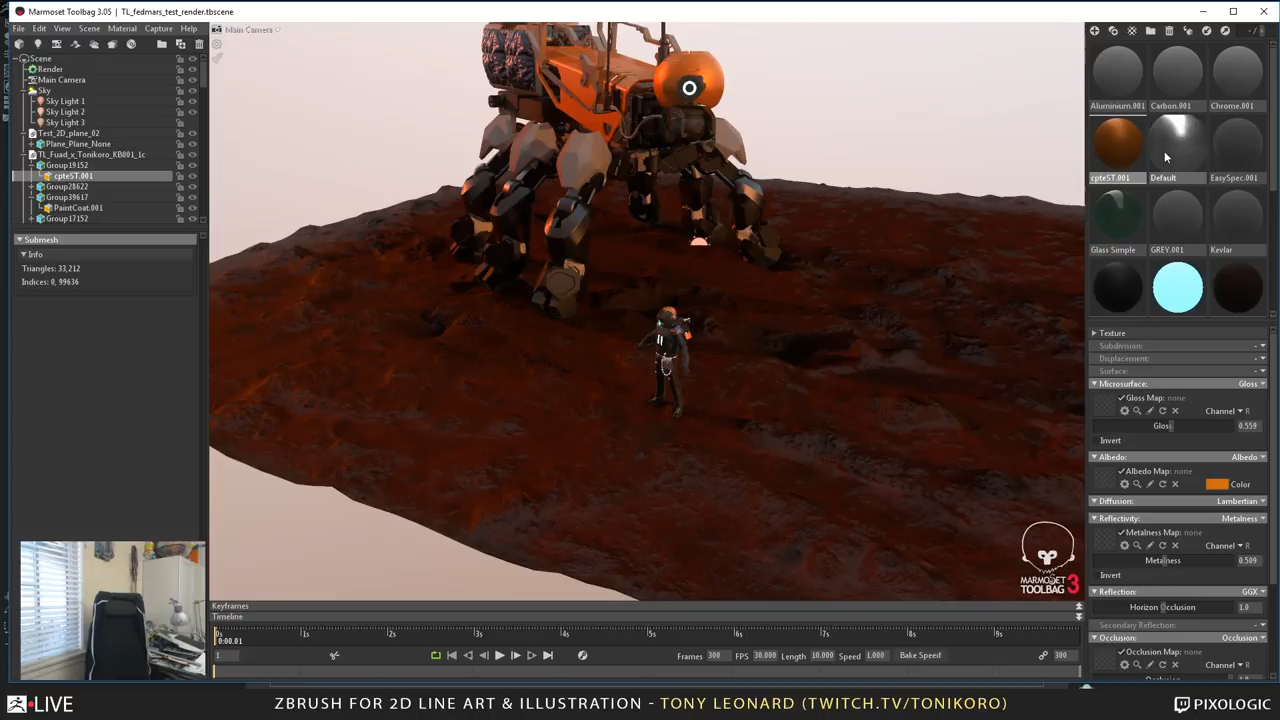 Marmoset Toolbag 3.05 | TL_fedmars_test_render.tbscene
File Edit View Scene Material Capture Help
Main Camera
Scene
Render
Main Camera
Sky
Sky Light 1
Sky Light 2
Sky Light 3
Test_2D_plane_02
Plane_Plane_None
TL_Fuad_x_Tonikoro_KB001_1c
Group19152
cpteST.001
Group28622
Group39617
PaintCoat.001
Group17152
Submesh
Info
Triangles: 33,212
Indices: 0, 99636
Aluminium.001 Carbon.001 Chrome.001
cpteST.001 Default EasySpec.001
Glass Simple GREY.001 Kevlar
Texture
Subdivision: -
Displacement: -
Surface: -
Microsurface: Gloss
Gloss Map: none
Channel R
Gloss 0.559
Invert
Albedo: Albedo
Albedo Map: none
Color
Diffusion: Lambertian
Reflectivity: Metalness
Metalness Map: none
Channel R
Metalness 0.509
Invert
Reflection: GGX
Horizon Occlusion 1.0
Secondary Reflection: -
Occlusion: Occlusion
Occlusion Map: none
Channel R
MARMOSET
TOOLBAG 3
Keyframes
Timeline
0s 1s 2s 3s 4s 5s 6s 7s 8s 9s
0:00.01
1 Frames 300 FPS 30.000 Length 10.000 Speed 1.000 Bake Speed 300
LIVE ZBRUSH FOR 2D LINE ART & ILLUSTRATION - TONY LEONARD (TWITCH.TV/TONIKORO) PIXOLOGIC